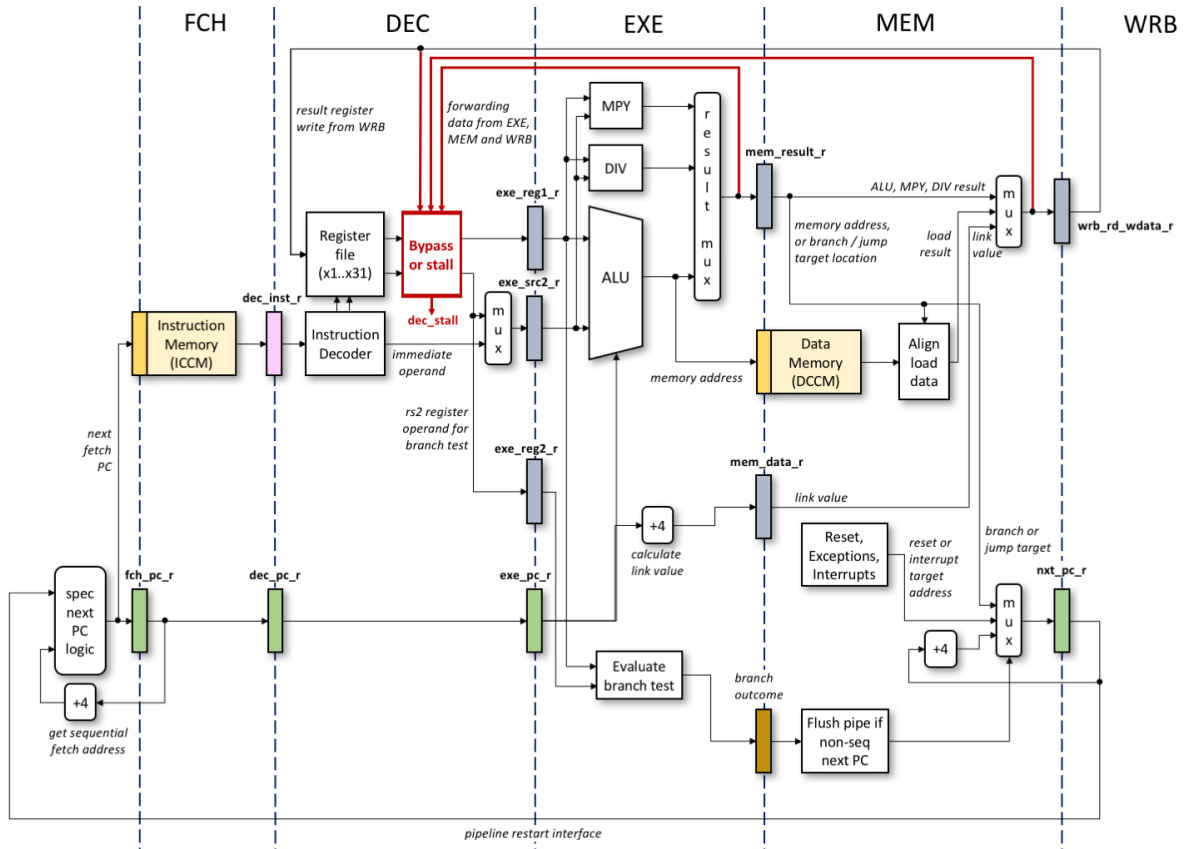 FCH
DEC
EXE
MEM
WRB
result register
write from WRB
forwarding
data from EXE,
MEM and WRB
MPY
DIV
ALU
result mux
mem_result_r
ALU, MPY, DIV result
mux
memory address,
or branch / jump
target location
load
result
link
value
wrb_rd_wdata_r
exe_reg1_r
Register
file
(x1..x31)
Bypass
or stall
dec_stall
exe_src2_r
mux
dec_inst_r
Instruction
Memory
(ICCM)
Instruction
Decoder
immediate
operand
memory address
Data
Memory
(DCCM)
Align
load
data
next
fetch
PC
rs2 register
operand for
branch test
exe_reg2_r
mem_data_r
link value
+4
calculate
link value
Reset,
Exceptions,
Interrupts
reset or
interrupt
target
address
branch or
jump target
mux
nxt_pc_r
+4
spec
next
PC
logic
fch_pc_r
dec_pc_r
exe_pc_r
+4
get sequential
fetch address
Evaluate
branch test
branch
outcome
Flush pipe if
non-seq
next PC
pipeline restart interface